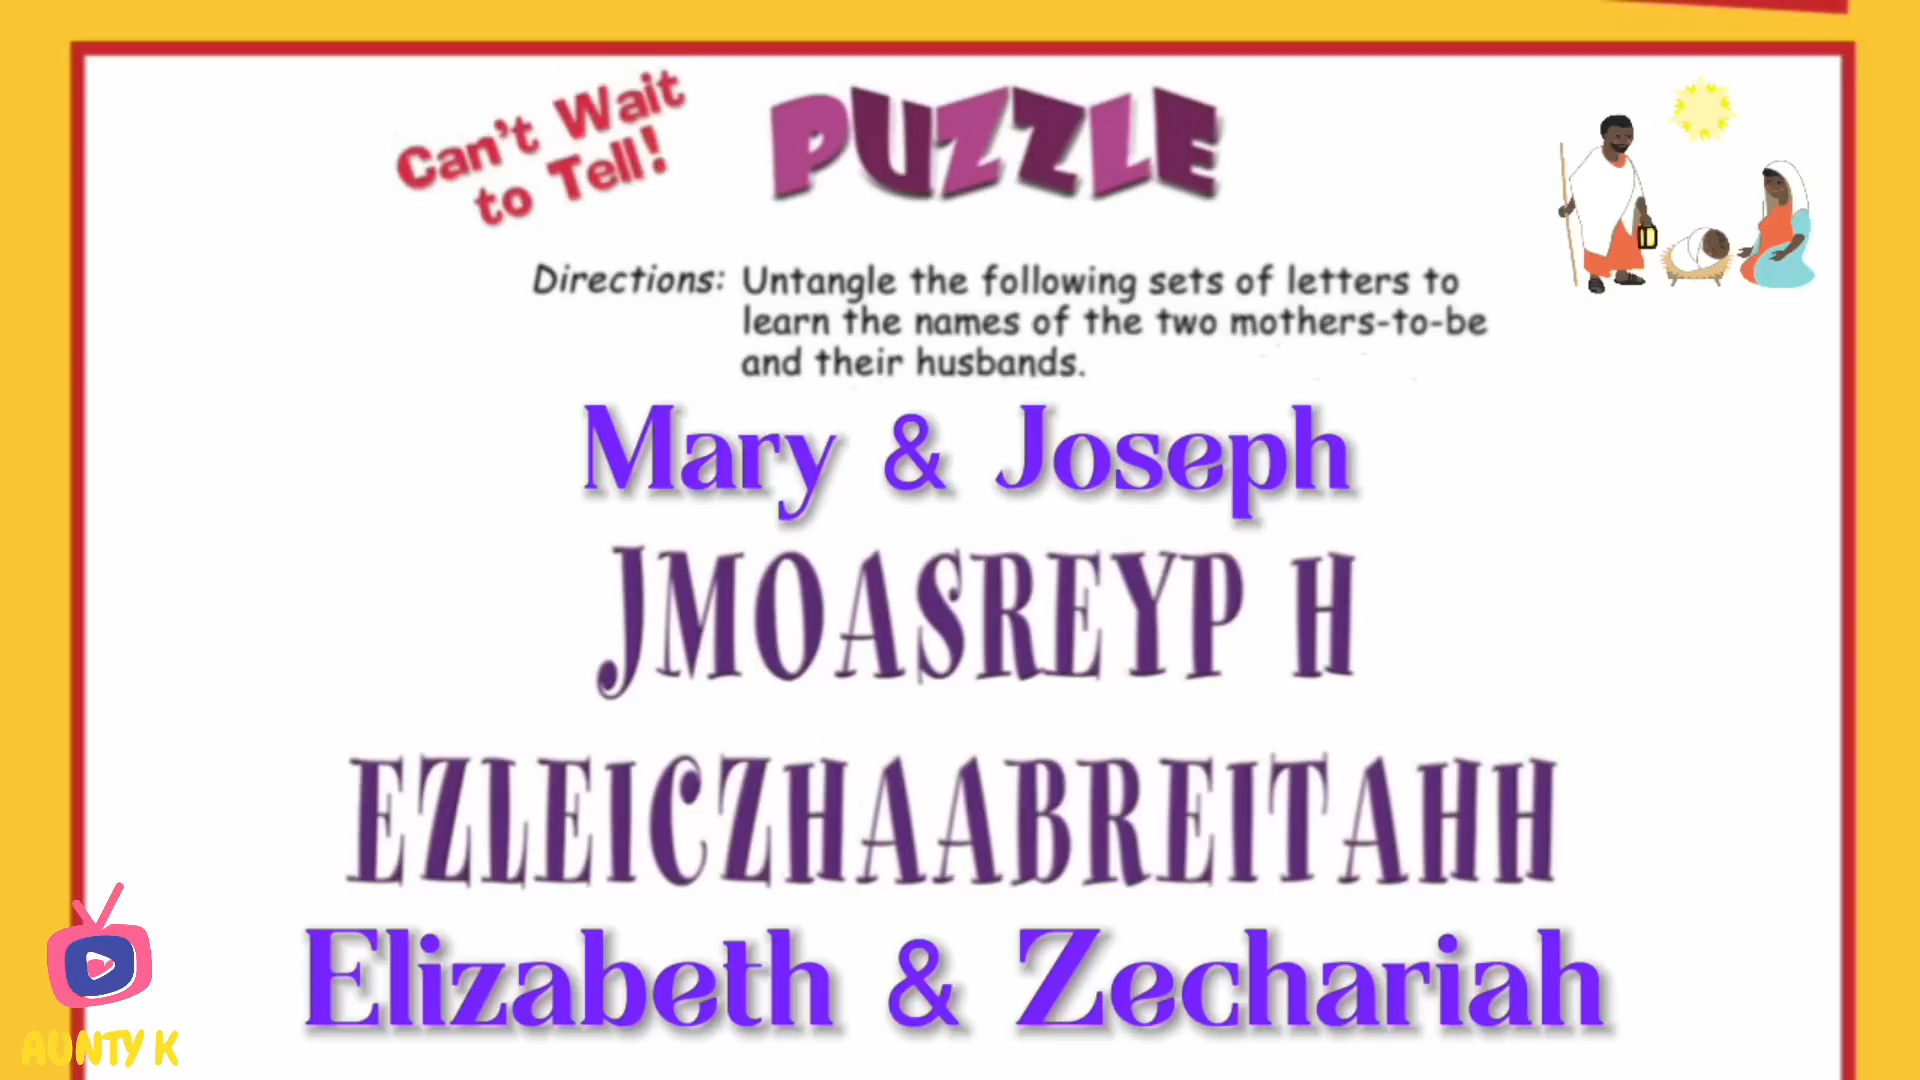 Can't Wait
to Tell!
PUZZLE
Directions: Untangle the following sets of letters to
learn the names of the two mothers-to-be
and their husbands.
Mary & Joseph
JMOASREYP H
EZLEICZHAABREITAHH
Elizabeth & Zechariah
AUNTY K